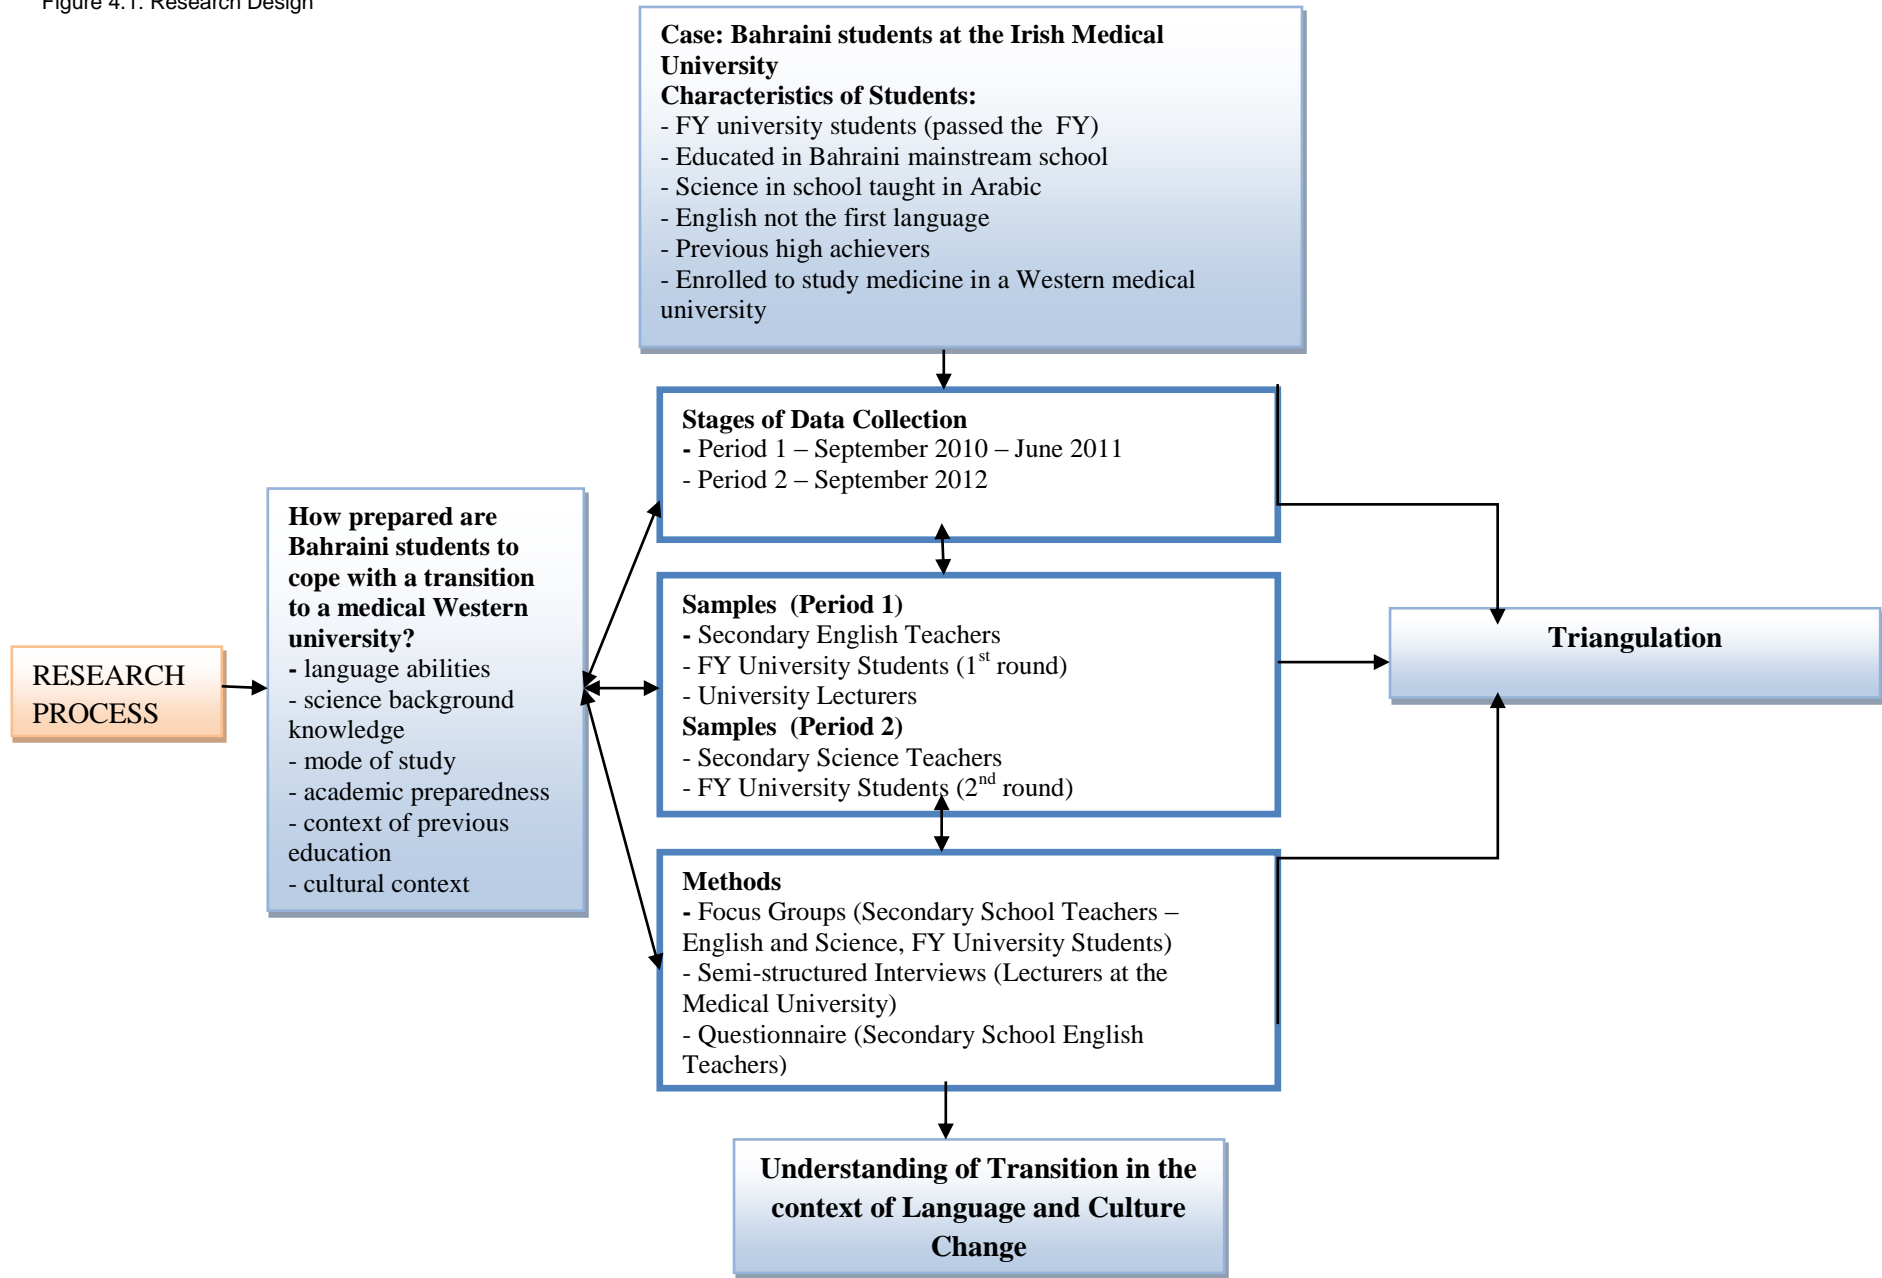 Figure 4.1: Research Design
Case: Bahraini students at the Irish Medical
University
Characteristics of Students:
- FY university students (passed the  FY)
- Educated in Bahraini mainstream school
- Science in school taught in Arabic
- English not the first language
- Previous high achievers
- Enrolled to study medicine in a Western medical
university
Stages of Data Collection
- Period 1 – September 2010 – June 2011
- Period 2 – September 2012
How prepared are
Bahraini students to
cope with a transition
to a medical Western
university?
- language abilities
- science background
knowledge
- mode of study
- academic preparedness
- context of previous
education
- cultural context
RESEARCH
PROCESS
Samples  (Period 1)
- Secondary English Teachers
- FY University Students (1st round)
- University Lecturers
Samples  (Period 2)
- Secondary Science Teachers
- FY University Students (2nd round)
Triangulation
Methods
- Focus Groups (Secondary School Teachers –
English and Science, FY University Students)
- Semi-structured Interviews (Lecturers at the
Medical University)
- Questionnaire (Secondary School English
Teachers)
Understanding of Transition in the
context of Language and Culture
Change